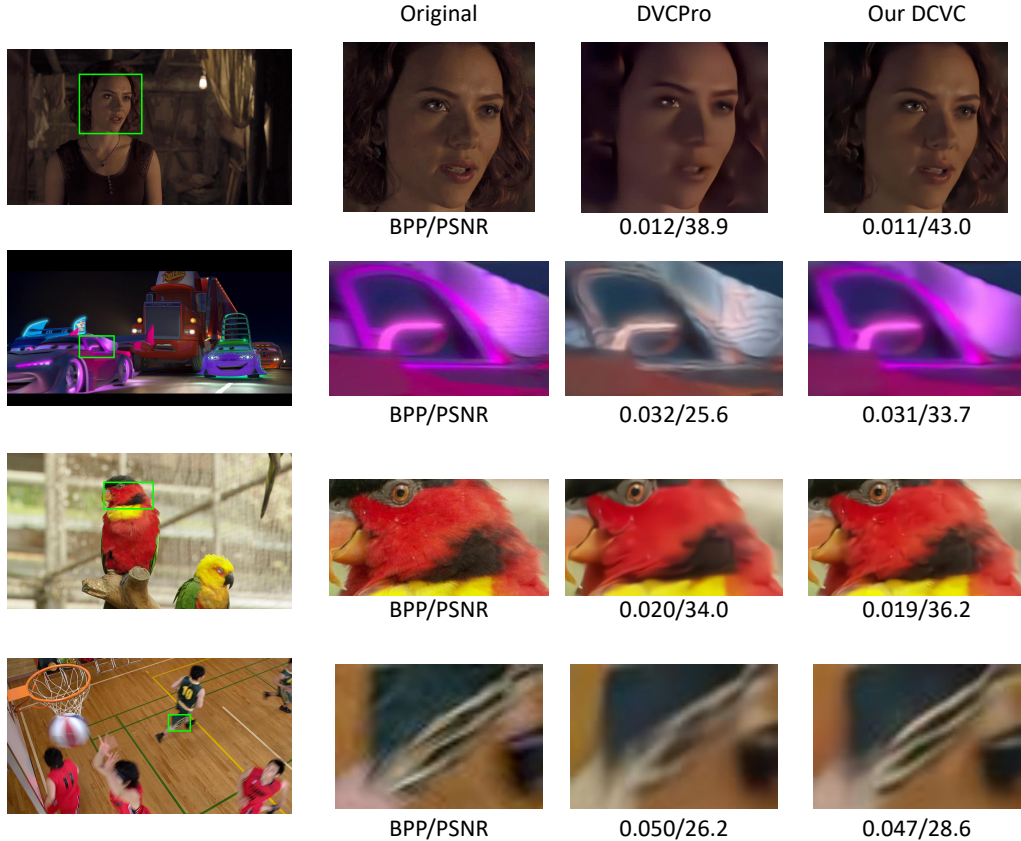 Original DVCPro Our DCVC
BPP/PSNR 0.012/38.9 0.011/43.0
BPP/PSNR 0.032/25.6 0.031/33.7
BPP/PSNR 0.020/34.0 0.019/36.2
10
11
BPP/PSNR 0.050/26.2 0.047/28.6